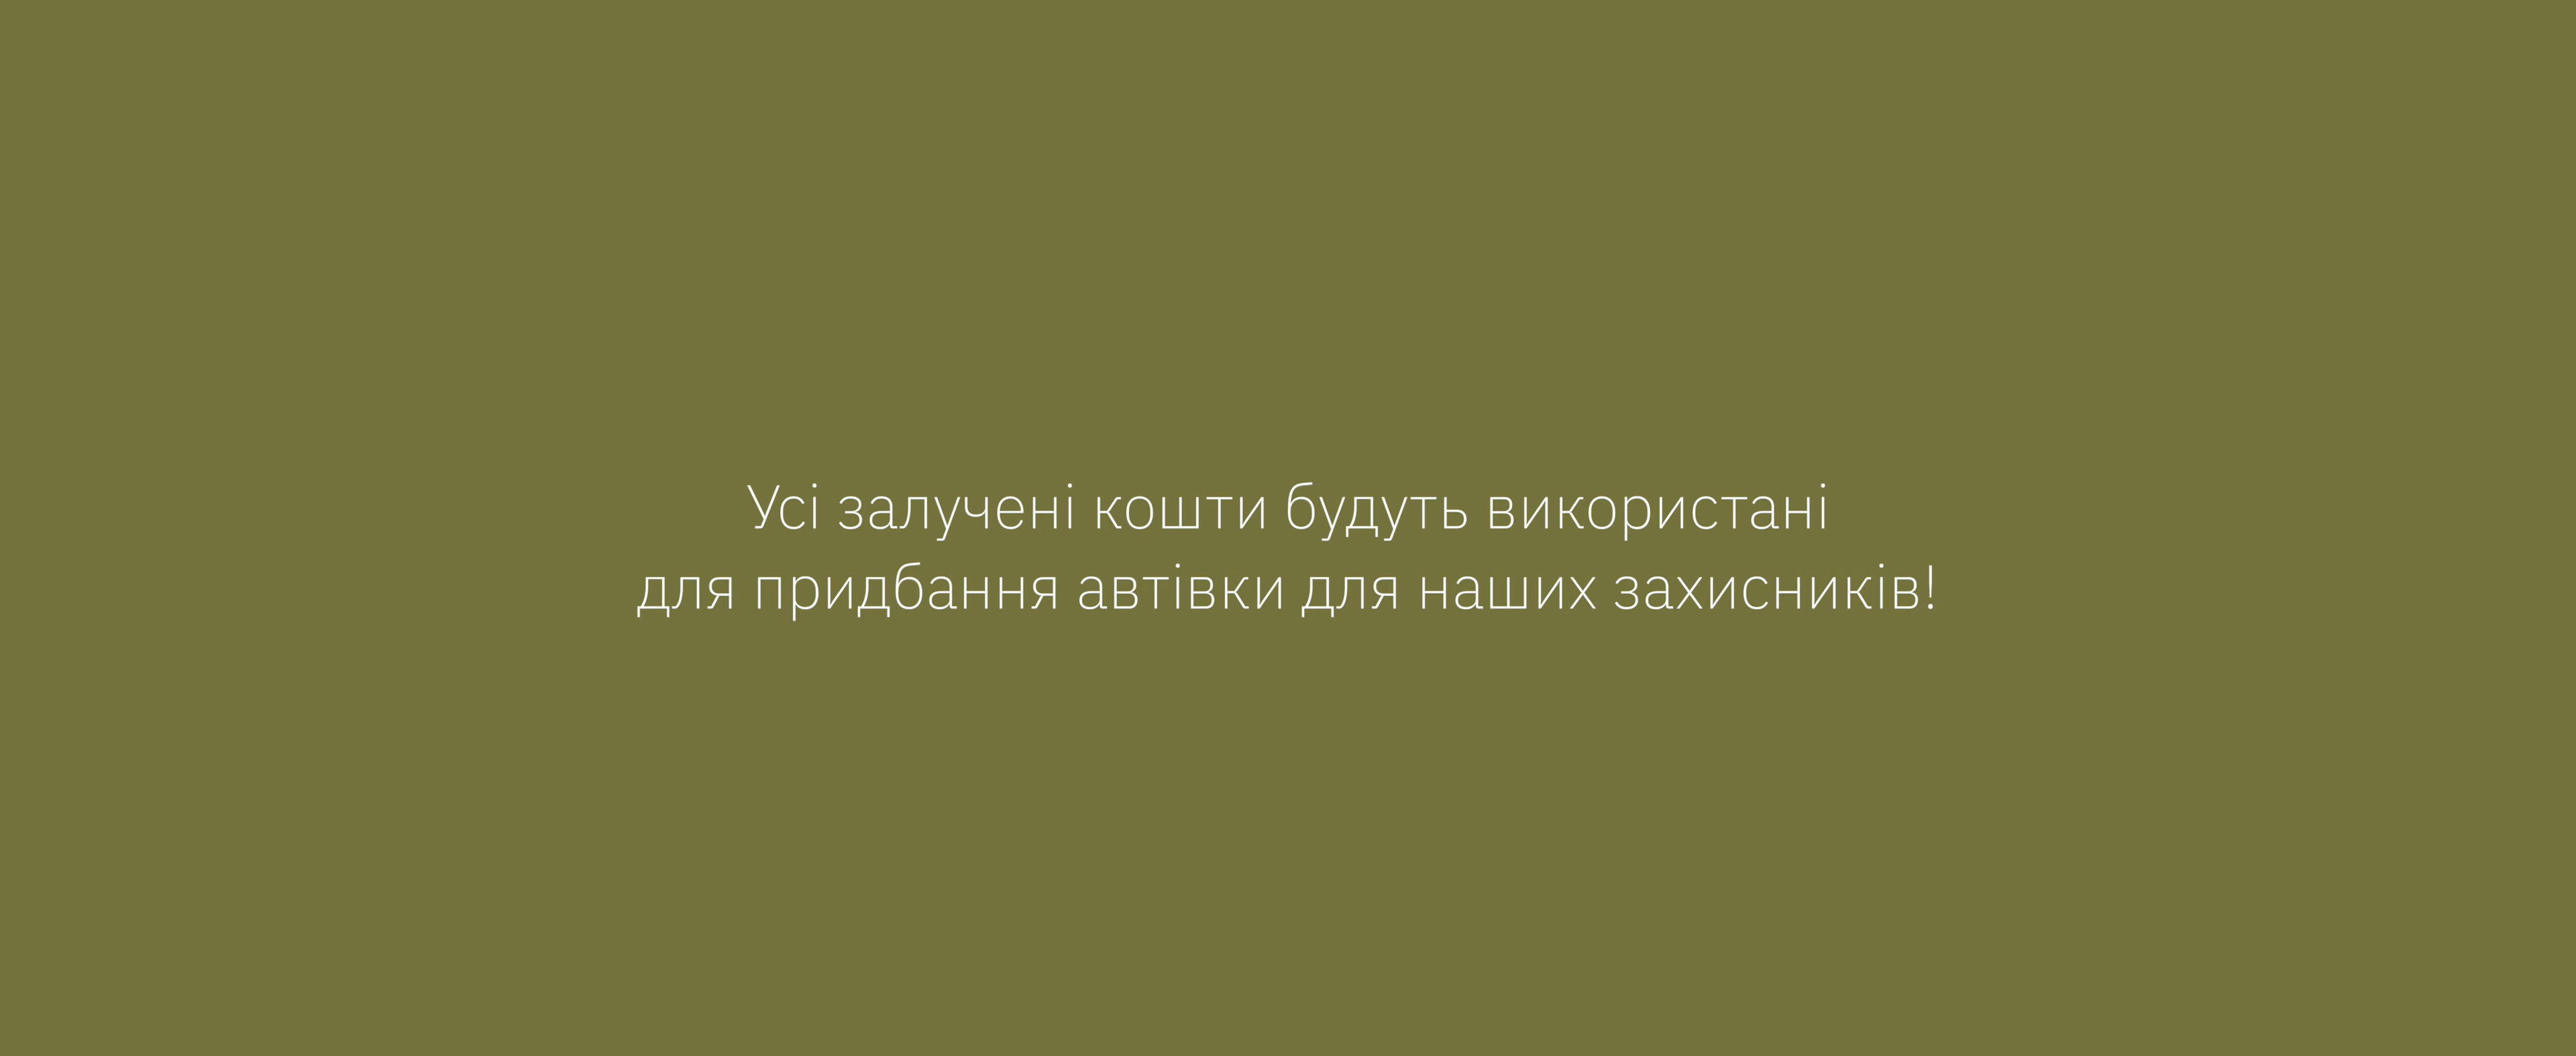 Усі залучені кошти будуть використані
для придбання автівки для наших захисників!